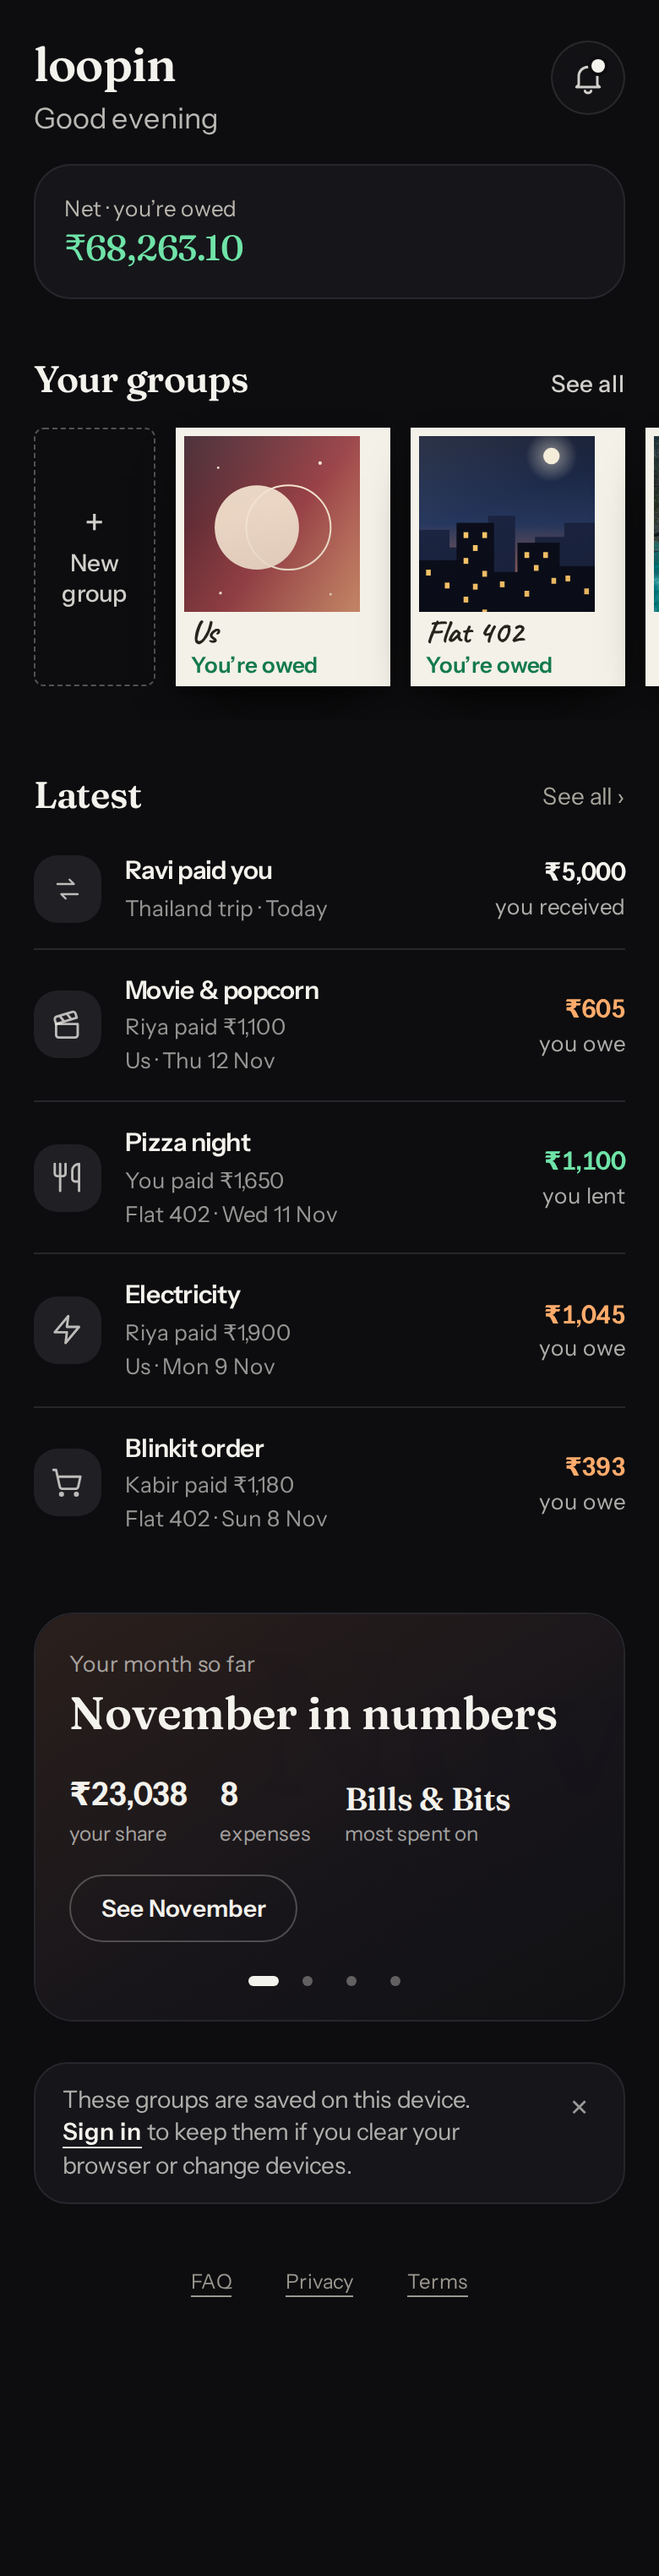 loopin
Good evening
Net · you’re owed
₹68,263.10
Your groups
See all
+
New
group
Us
You’re owed
Flat 402
You’re owed
Latest
See all ›
Ravi paid you
Thailand trip · Today
₹5,000
you received
Movie & popcorn
Riya paid ₹1,100
Us · Thu 12 Nov
₹605
you owe
Pizza night
You paid ₹1,650
Flat 402 · Wed 11 Nov
₹1,100
you lent
Electricity
Riya paid ₹1,900
Us · Mon 9 Nov
₹1,045
you owe
Blinkit order
Kabir paid ₹1,180
Flat 402 · Sun 8 Nov
₹393
you owe
Your month so far
November in numbers
₹23,038
your share
8
expenses
Bills & Bits
most spent on
See November
These groups are saved on this device.
Sign in to keep them if you clear your
browser or change devices.
×
FAQ
Privacy
Terms